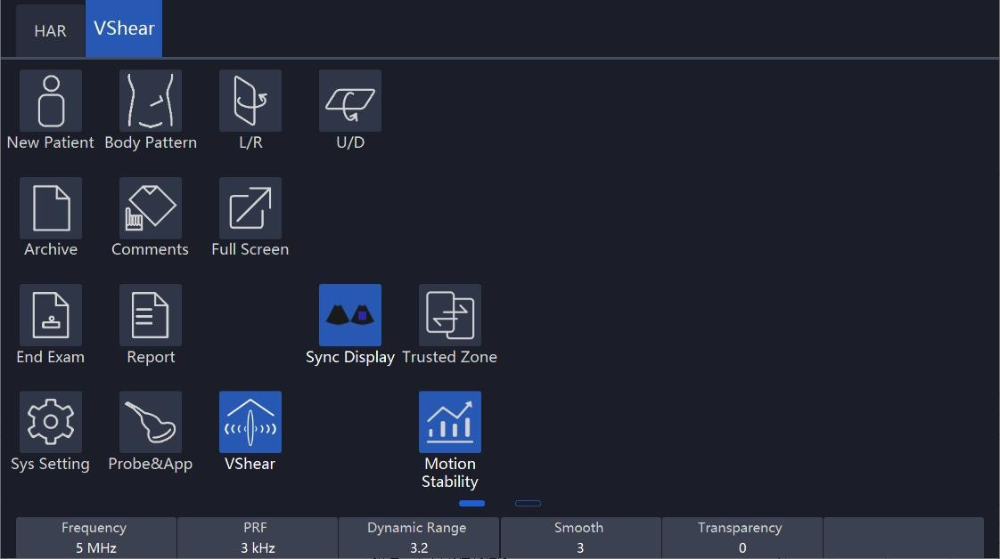 HAR VShear
New Patient Body Pattern L/R U/D
Archive Comments Full Screen
End Exam Report Sync Display Trusted Zone
Sys Setting Probe&App VShear Motion
Stability
Frequency PRF Dynamic Range Smooth Transparency
5 MHz 3 kHz 3.2 3 0